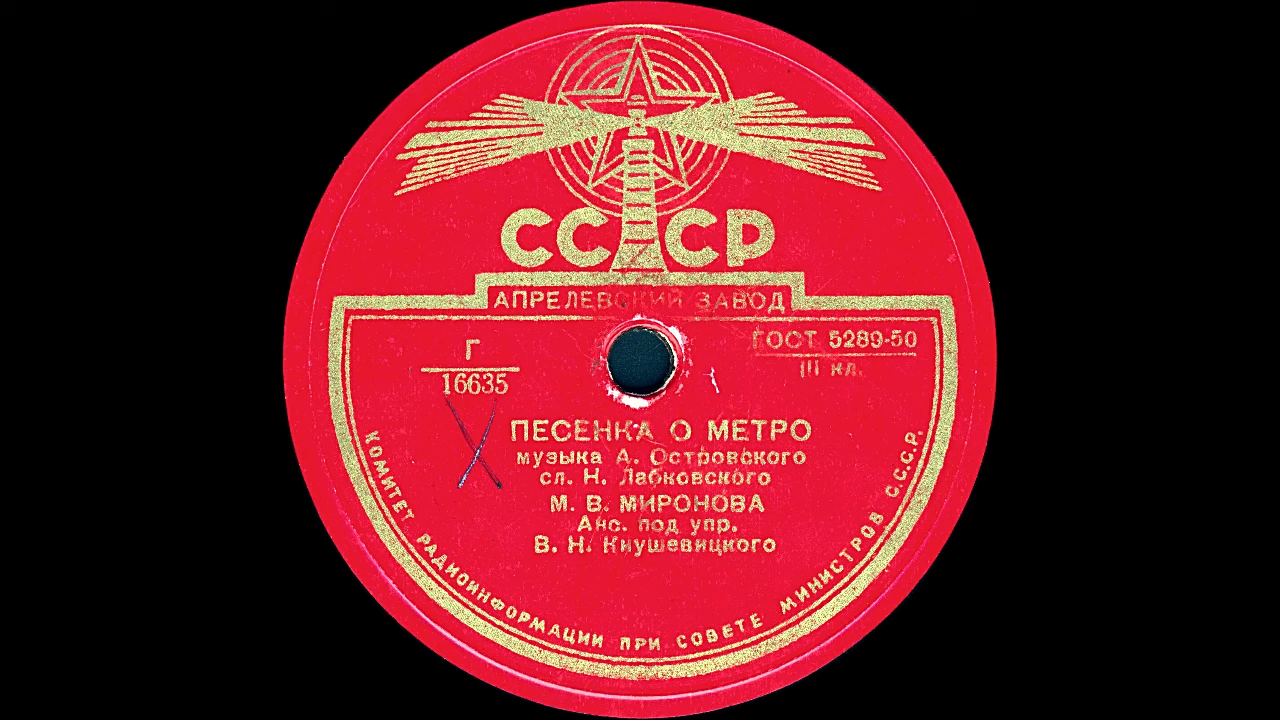 СССР
АПРЕЛЕВСКИЙ ЗАВОД
Г
16635
ГОСТ 5289-50
III кл.
ПЕСЕНКА О МЕТРО
музыка А. Островского
сл. Н. Лабковского
М. В. МИРОНОВА
Анс. под упр.
В. Н. Кнушевицкого
КОМИТЕТ РАДИОИНФОРМАЦИИ ПРИ СОВЕТЕ МИНИСТРОВ С.С.С.Р.